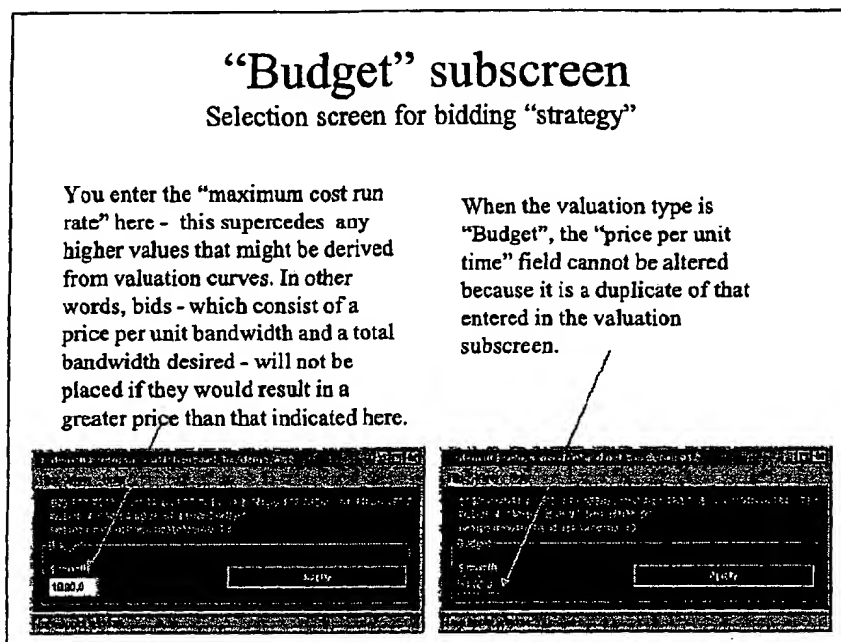 “Budget” subscreen
Selection screen for bidding “strategy”
You enter the “maximum cost run
rate” here - this supercedes any
higher values that might be derived
from valuation curves. In other
words, bids - which consist of a
price per unit bandwidth and a total
bandwidth desired - will not be
placed if they would result in a
greater price than that indicated here.
When the valuation type is
“Budget”, the “price per unit
time” field cannot be altered
because it is a duplicate of that
entered in the valuation
subscreen.
Apply
Budget
Apply